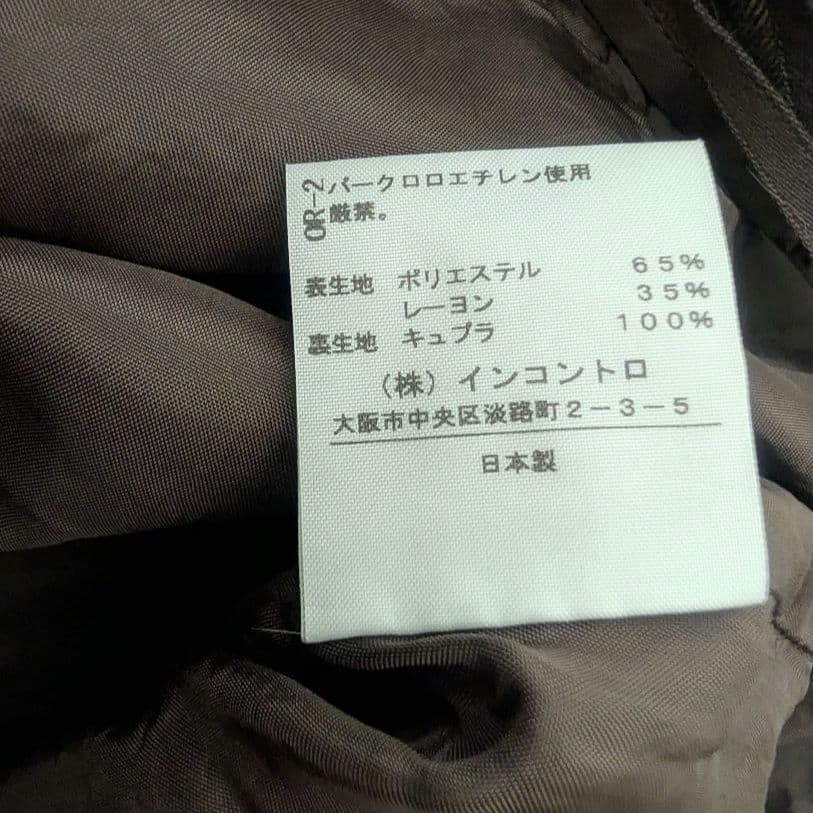 GR-2
パークロロエチレン使用
厳禁。
表生地 ポリエステル 65%
レーヨン 35%
裏生地 キュプラ 100%
(株)インコントロ
大阪市中央区淡路町2-3-5
日本製